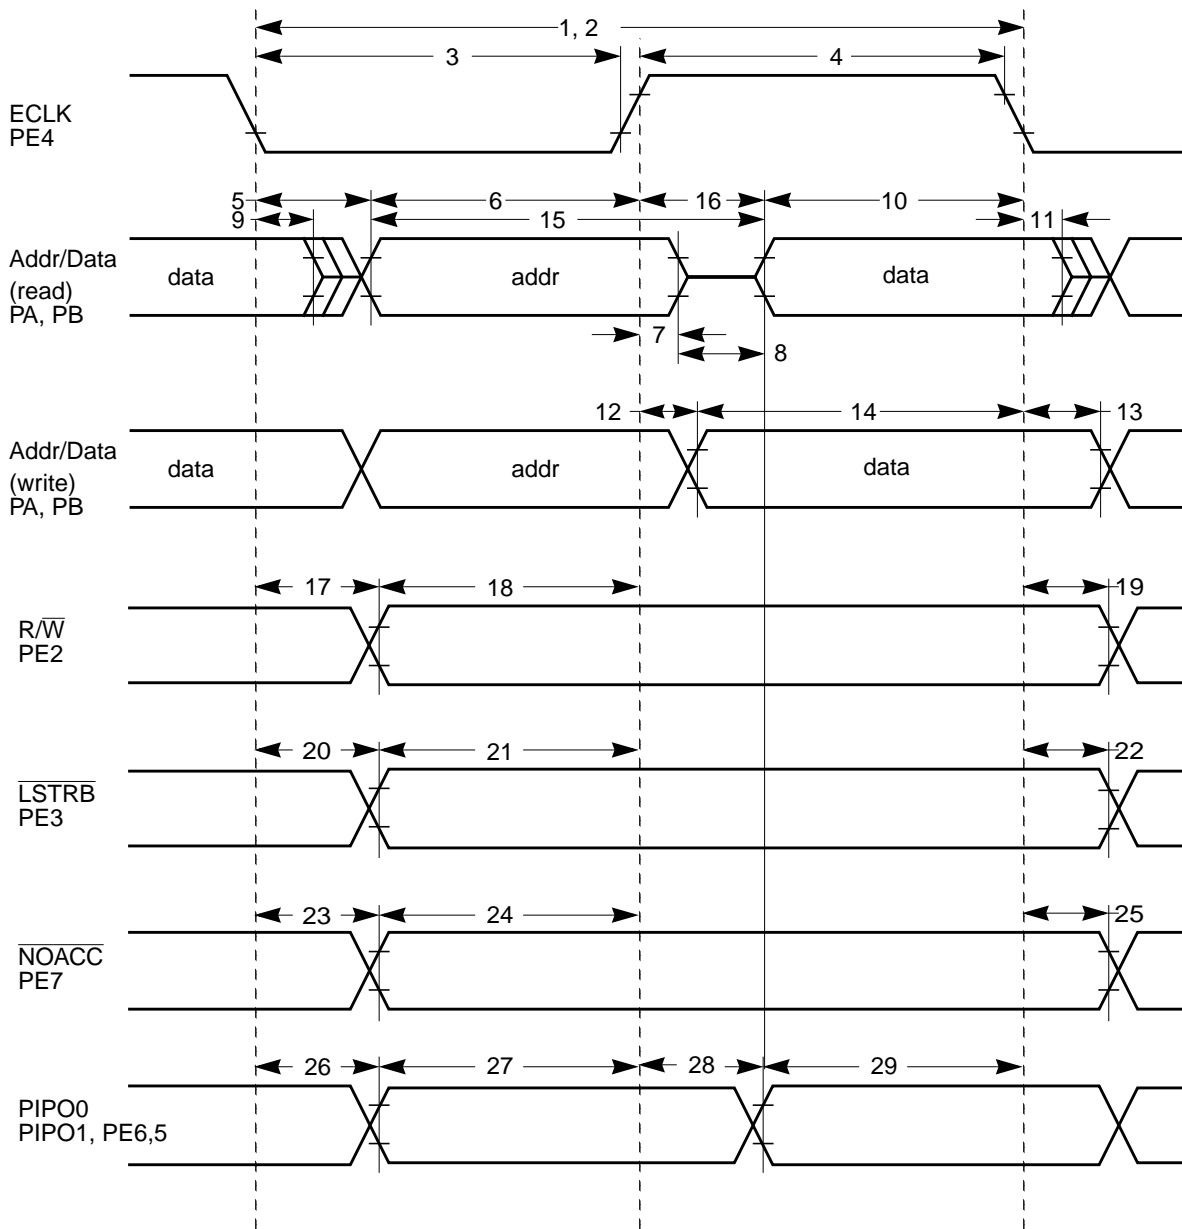 1, 2
3
4
ECLK
PE4
5
6
16
10
9
15
11
Addr/Data
(read)
PA, PB
data
addr
data
7
8
12
14
13
Addr/Data
(write)
PA, PB
data
addr
data
17
18
19
R/W
PE2
20
21
22
LSTRB
PE3
23
24
25
NOACC
PE7
26
27
28
29
PIPO0
PIPO1, PE6,5